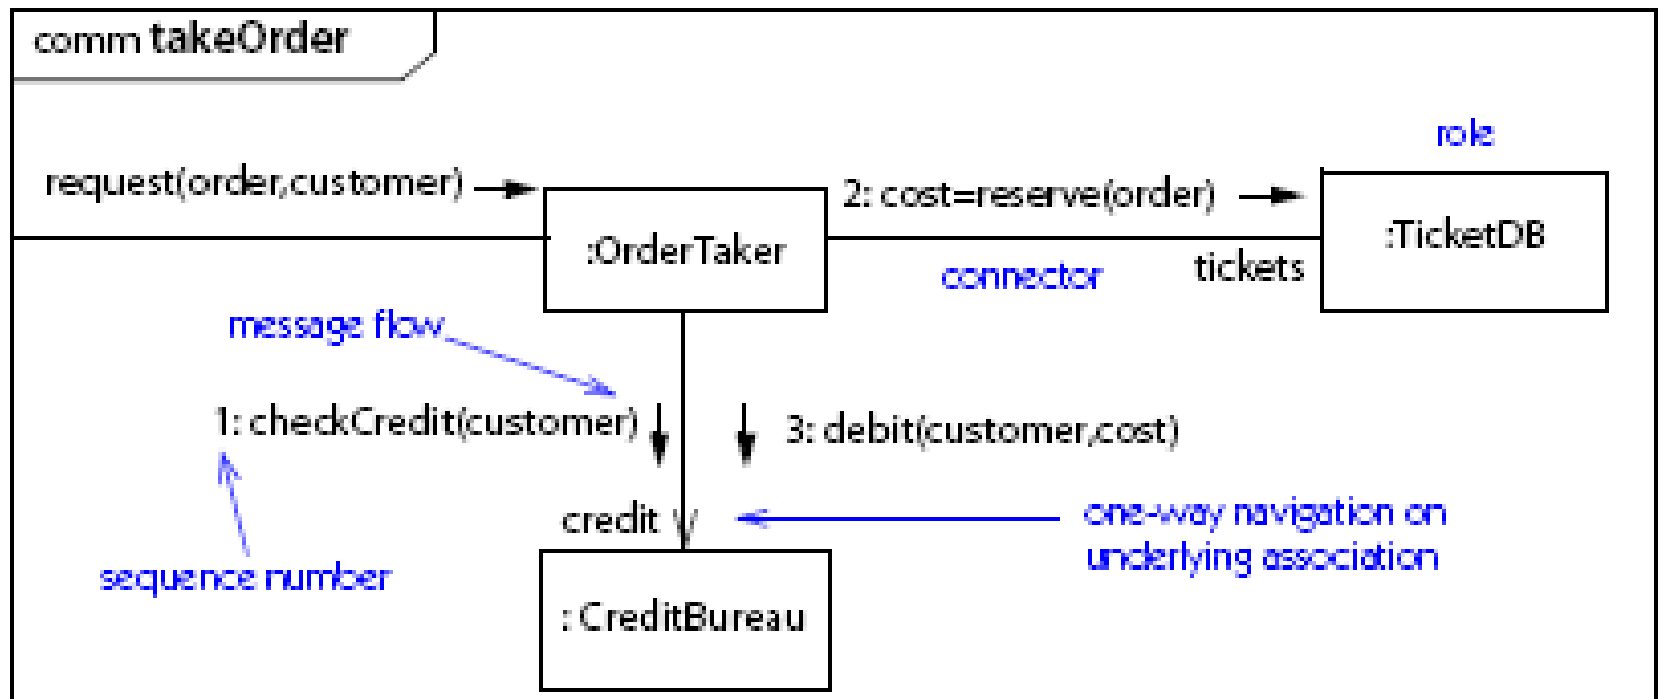 comm takeOrder
role
request(order,customer)
2: cost=reserve(order)
:OrderTaker
:TicketDB
connector
tickets
message flow
1: checkCredit(customer)
3: debit(customer,cost)
credit
one-way navigation on
underlying association
sequence number
: CreditBureau